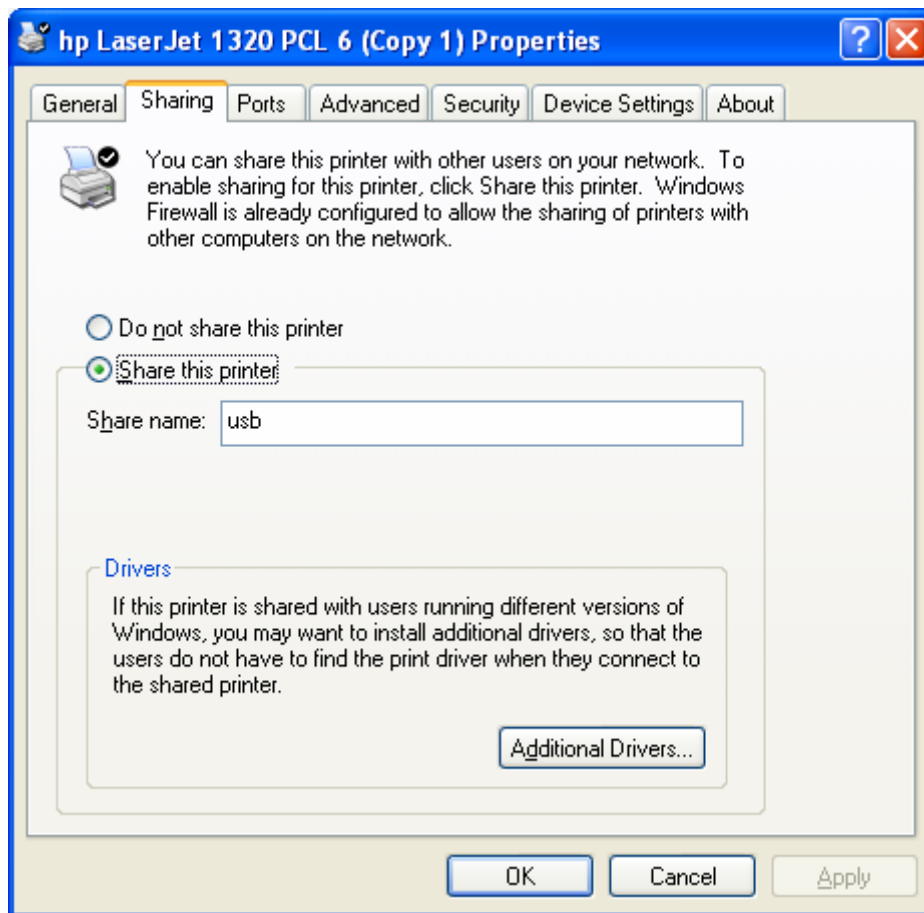 hp LaserJet 1320 PCL 6 (Copy 1) Properties
?
General Sharing Ports Advanced Security Device Settings About
You can share this printer with other users on your network. To
enable sharing for this printer, click Share this printer. Windows
Firewall is already configured to allow the sharing of printers with
other computers on the network.
Do not share this printer
Share this printer
Share name: usb
Drivers
If this printer is shared with users running different versions of
Windows, you may want to install additional drivers, so that the
users do not have to find the print driver when they connect to
the shared printer.
Additional Drivers...
OK Cancel Apply